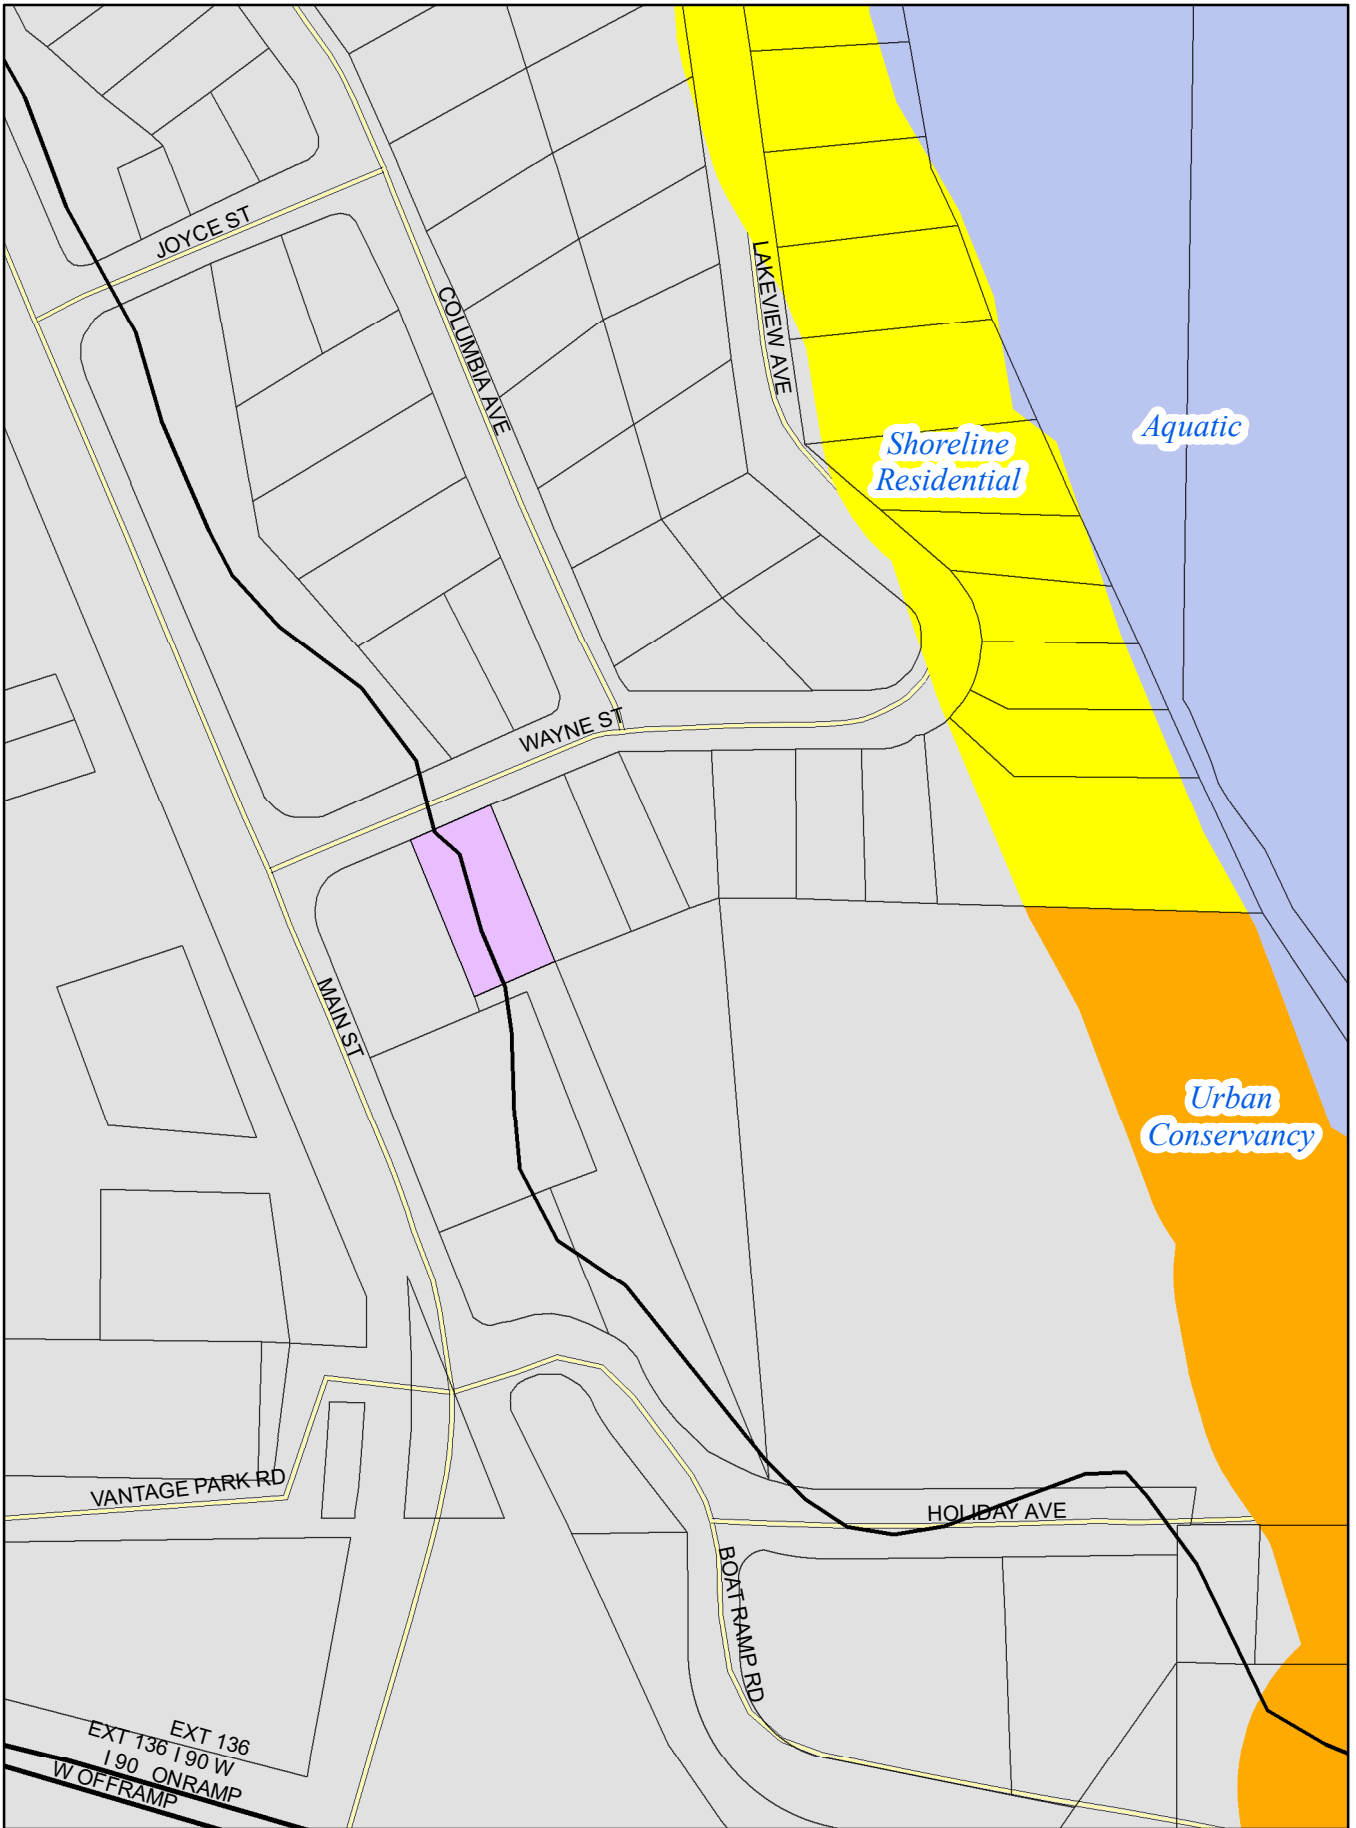 JOYCE ST
COLUMBIA AVE
LAKEVIEW AVE
Shoreline
Residential
Aquatic
WAYNE ST
MAIN ST
Urban
Conservancy
VANTAGE PARK RD
HOLIDAY AVE
BOAT RAMP RD
EXT 136
EXT 136 I 90 W
I 90 ONRAMP
W OFFRAMP